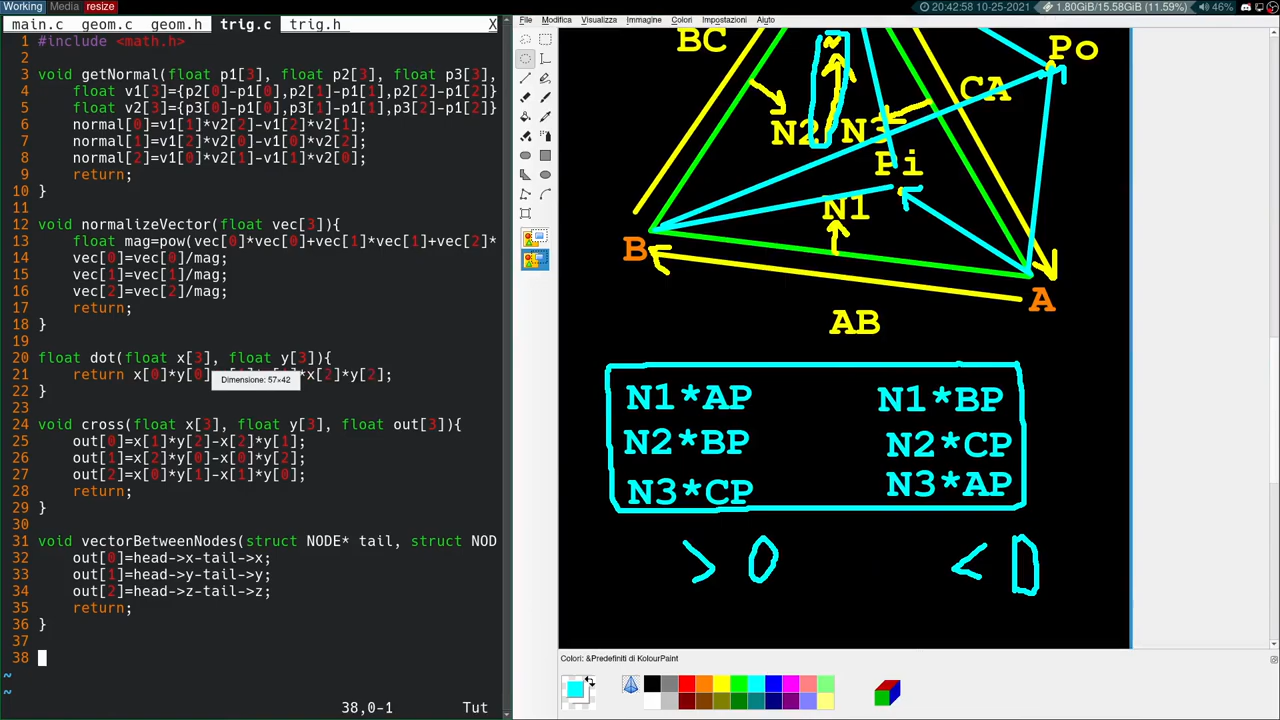 Working Media resize
20:42:58 10-25-2021 1.80GiB/15.58GiB (11.59%) 46%
main.c geom.c geom.h trig.c trig.h X
1 #include <math.h>
2
3 void getNormal(float p1[3], float p2[3], float p3[3],
4 float v1[3]={p2[0]-p1[0],p2[1]-p1[1],p2[2]-p1[2]}
5 float v2[3]={p3[0]-p1[0],p3[1]-p1[1],p3[2]-p1[2]}
6 normal[0]=v1[1]*v2[2]-v1[2]*v2[1];
7 normal[1]=v1[2]*v2[0]-v1[0]*v2[2];
8 normal[2]=v1[0]*v2[1]-v1[1]*v2[0];
9 return;
10 }
11
12 void normalizeVector(float vec[3]){
13 float mag=pow(vec[0]* +vec[1]*vec[1]+vec[2]*
14 vec[0]=vec[0]/mag;
15 vec[1]=vec[1]/mag;
16 vec[2]=vec[2]/mag;
17 return;
18 }
19
20 float dot(float x[3], float y[3]){
21 return x[0]*y[0] *x[2]*y[2];
Dimensione: 57×42
22 }
23
24 void cross(float x[3], float y[3], float out[3]){
25 out[0]=x[1]*y[2]-x[2]*y[1];
26 out[1]=x[2]*y[0]-x[0]*y[2];
27 out[2]=x[0]*y[1]-x[1]*y[0];
28 return;
29 }
30
31 void vectorBetweenNodes(struct NODE* tail, struct NOD
32 out[0]=head->x-tail->x;
33 out[1]=head->y-tail->y;
34 out[2]=head->z-tail->z;
35 return;
36 }
37
38
~
~
38,0-1 Tut
File Modifica Visualizza Immagine Colori Impostazioni Aiuto
BC
Po
CA
N2 N3
Pi
N1
B
A
AB
N1*AP N1*BP
N2*BP N2*CP
N3*CP N3*AP
> 0 < 0
Colori: &Predefiniti di KolourPaint